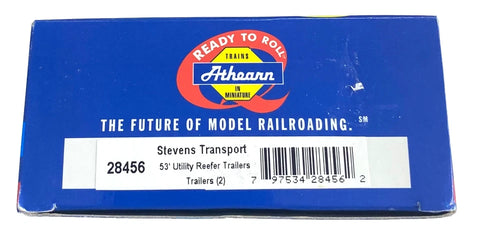 READY TO ROLL
TRAINS
Athearn
IN
MINIATURE
THE FUTURE OF MODEL RAILROADING.℠
Stevens Transport
28456
53' Utility Reefer Trailers
Trailers (2)
7 97534 28456 2